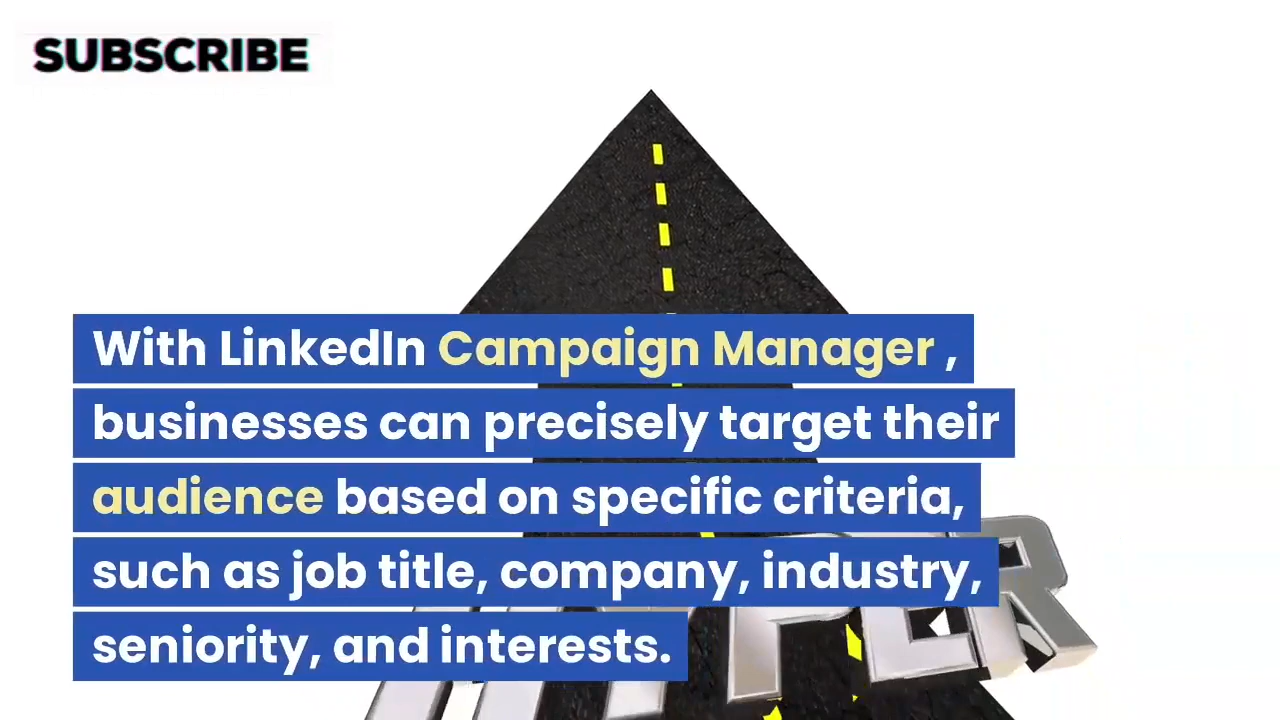 SUBSCRIBE
With LinkedIn Campaign Manager ,
businesses can precisely target their
audience based on specific criteria,
such as job title, company, industry,
seniority, and interests.